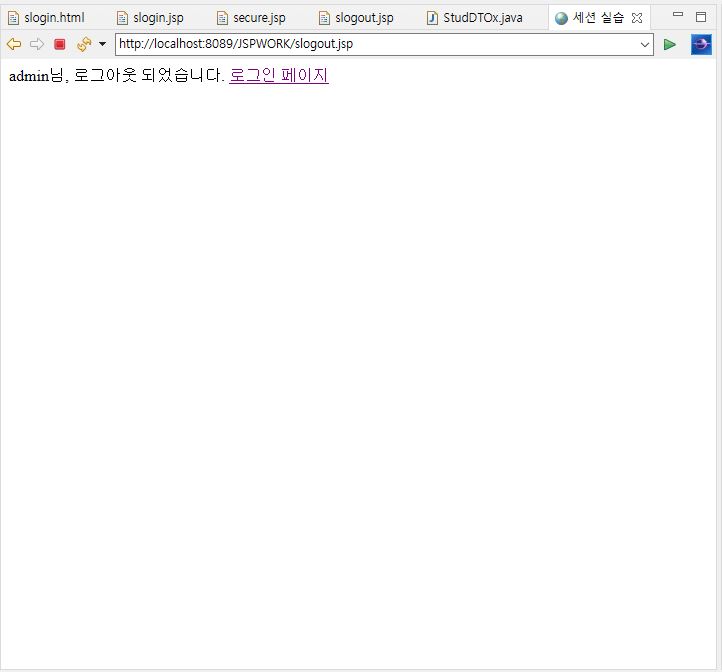 slogin.html slogin.jsp secure.jsp slogout.jsp StudDTOx.java 세션 실습
http://localhost:8089/JSPWORK/slogout.jsp
admin님, 로그아웃 되었습니다. 로그인 페이지